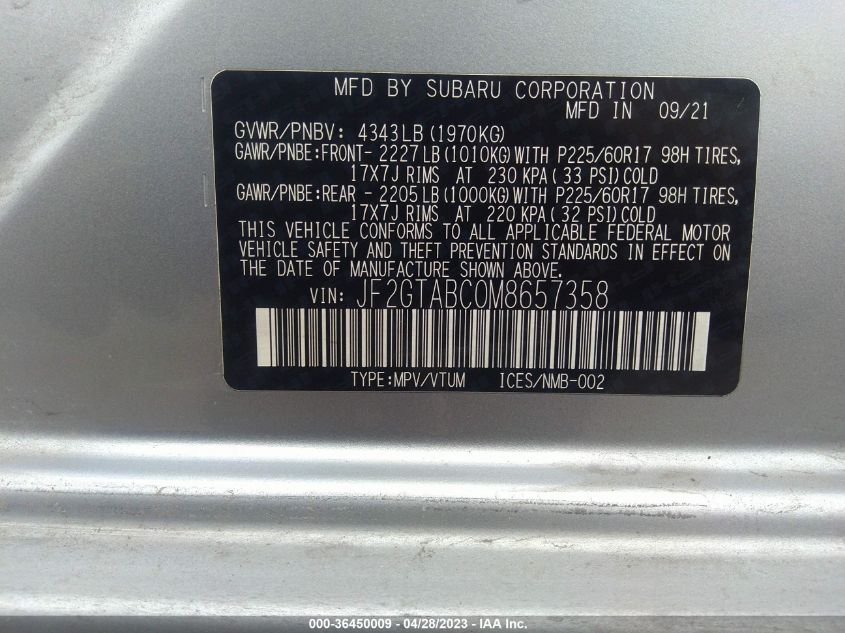 MFD BY SUBARU CORPORATION
MFD IN 09/21
GVWR/PNBV: 4343LB(1970KG)
GAWR/PNBE:FRONT- 2227LB(1010KG)WITH P225/60R17 98H TIRES,
17X7J RIMS AT 230 KPA(33 PSI)COLD
GAWR/PNBE:REAR - 2205LB(1000KG)WITH P225/60R17 98H TIRES,
17X7J RIMS AT 220 KPA(32 PSI)COLD
THIS VEHICLE CONFORMS TO ALL APPLICABLE FEDERAL MOTOR
VEHICLE SAFETY AND THEFT PREVENTION STANDARDS IN EFFECT ON
THE DATE OF MANUFACTURE SHOWN ABOVE.
VIN: JF2GTABC0M8657358
TYPE:MPV/VTUM ICES/NMB-002
000-36450009 - 04/28/2023 - IAA Inc.